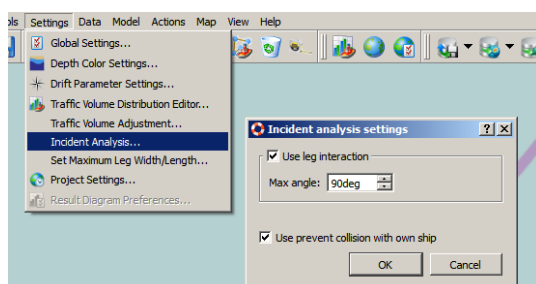 ols Settings Data Model Actions Map View Help
Global Settings...
Depth Color Settings...
Drift Parameter Settings...
Traffic Volume Distribution Editor...
Traffic Volume Adjustment...
Incident Analysis...
Set Maximum Leg Width/Length...
Project Settings...
Result Diagram Preferences...
Incident analysis settings
Use leg interaction
Max angle: 90deg
Use prevent collision with own ship
OK Cancel